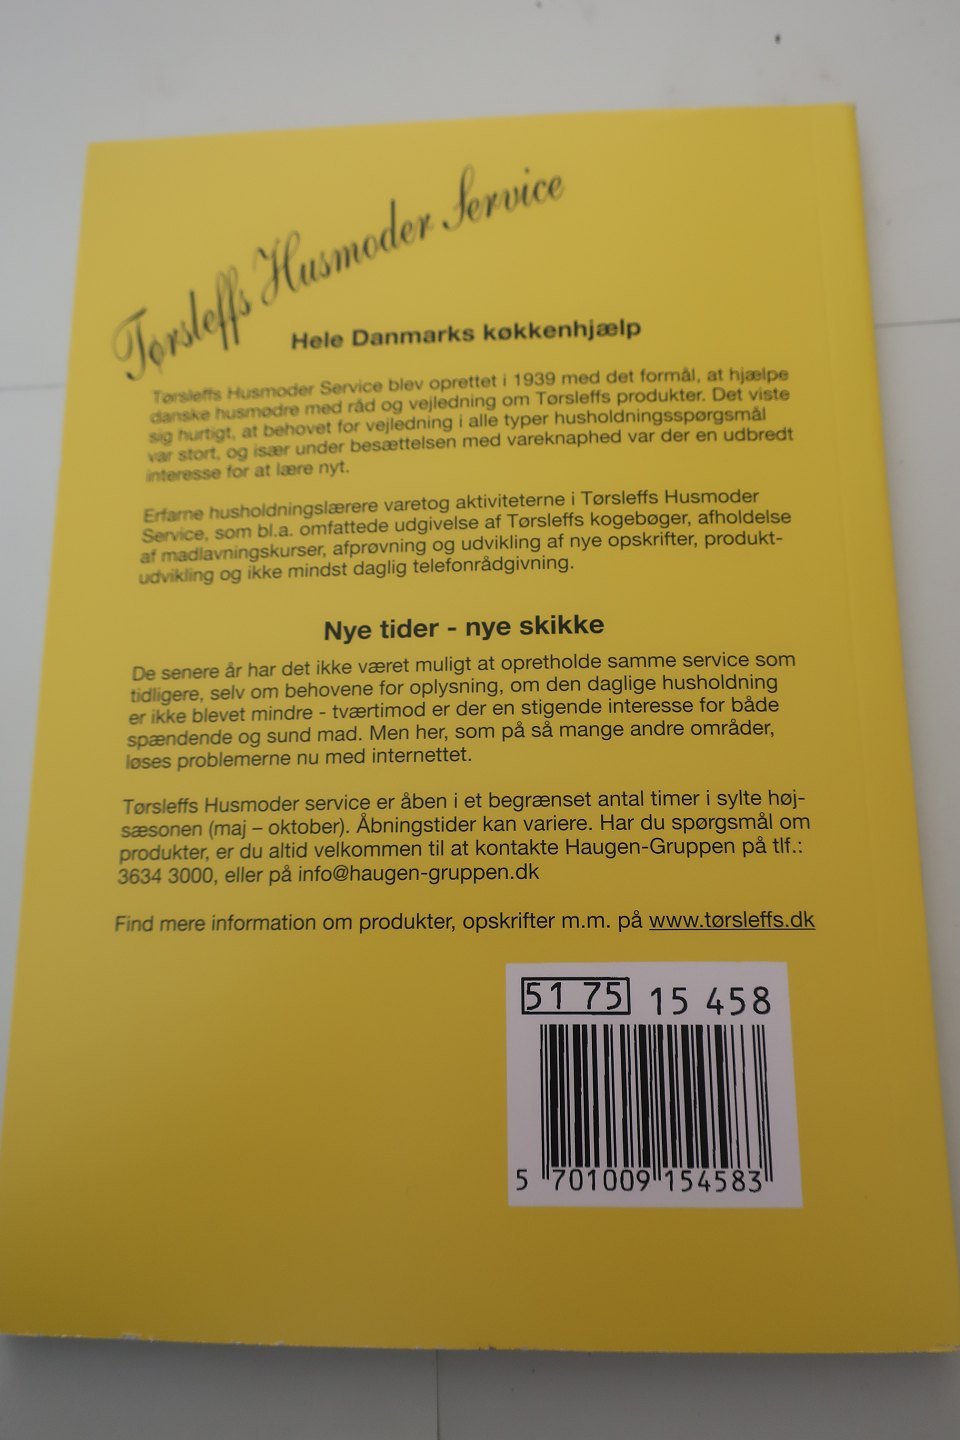 Tørsleffs Husmoder Service
Hele Danmarks køkkenhjælp
Tørsleffs Husmoder Service blev oprettet i 1939 med det formål, at hjælpe
danske husmødre med råd og vejledning om Tørsleffs produkter. Det viste
sig hurtigt, at behovet for vejledning i alle typer husholdningsspørgsmål
var stort, og især under besættelsen med vareknaphed var der en udbredt
interesse for at lære nyt.
Erfarne husholdningslærere varetog aktiviteterne i Tørsleffs Husmoder
Service, som bl.a. omfattede udgivelse af Tørsleffs kogebøger, afholdelse
af madlavningskurser, afprøvning og udvikling af nye opskrifter, produkt-
udvikling og ikke mindst daglig telefonrådgivning.
Nye tider - nye skikke
De senere år har det ikke været muligt at opretholde samme service som
tidligere, selv om behovene for oplysning, om den daglige husholdning
er ikke blevet mindre - tværtimod er der en stigende interesse for både
spændende og sund mad. Men her, som på så mange andre områder,
løses problemerne nu med internettet.
Tørsleffs Husmoder service er åben i et begrænset antal timer i sylte høj-
sæsonen (maj – oktober). Åbningstider kan variere. Har du spørgsmål om
produkter, er du altid velkommen til at kontakte Haugen-Gruppen på tlf.:
3634 3000, eller på info@haugen-gruppen.dk
Find mere information om produkter, opskrifter m.m. på www.tørsleffs.dk
51 75 15 458
5 701009 154583